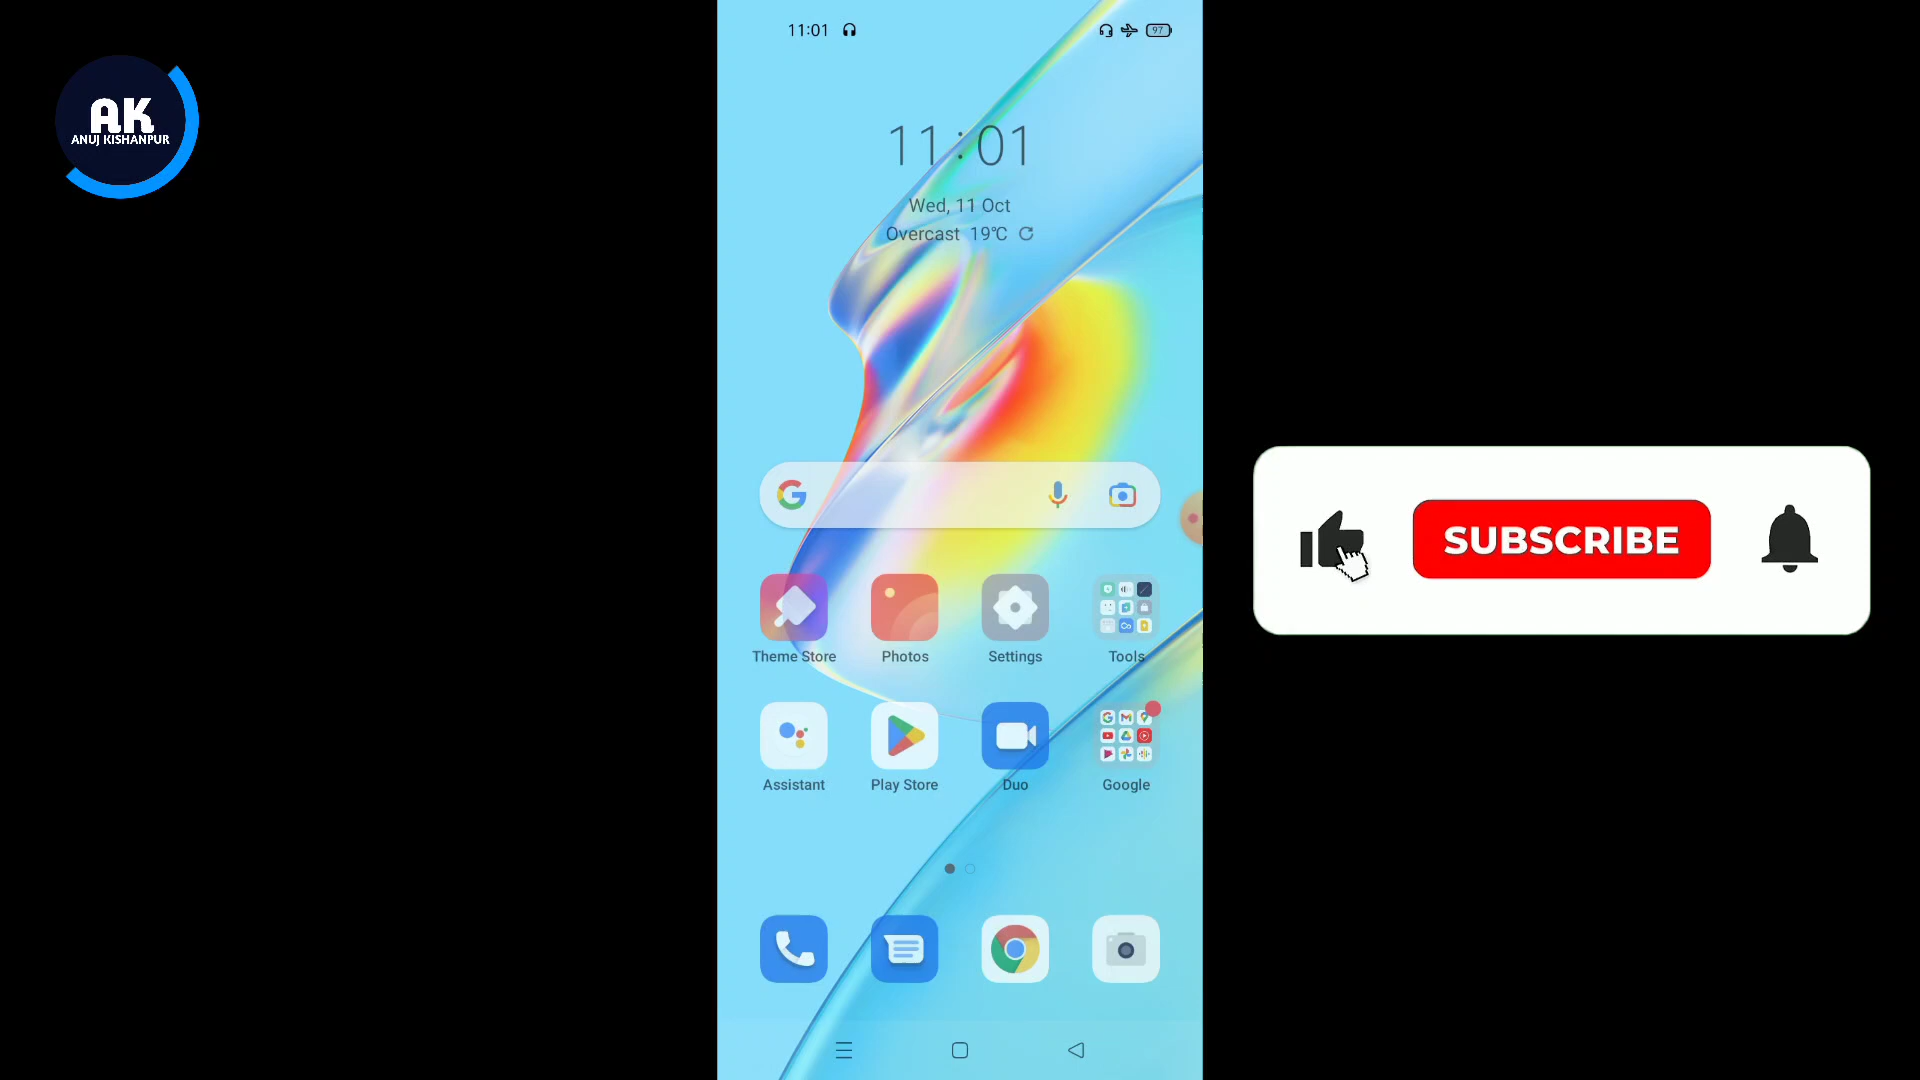 11:01
97
AK
ANUJ KISHANPUR
11:01
Wed, 11 Oct
Overcast 19°C
SUBSCRIBE
Theme Store
Photos
Settings
Tools
Assistant
Play Store
Duo
Google